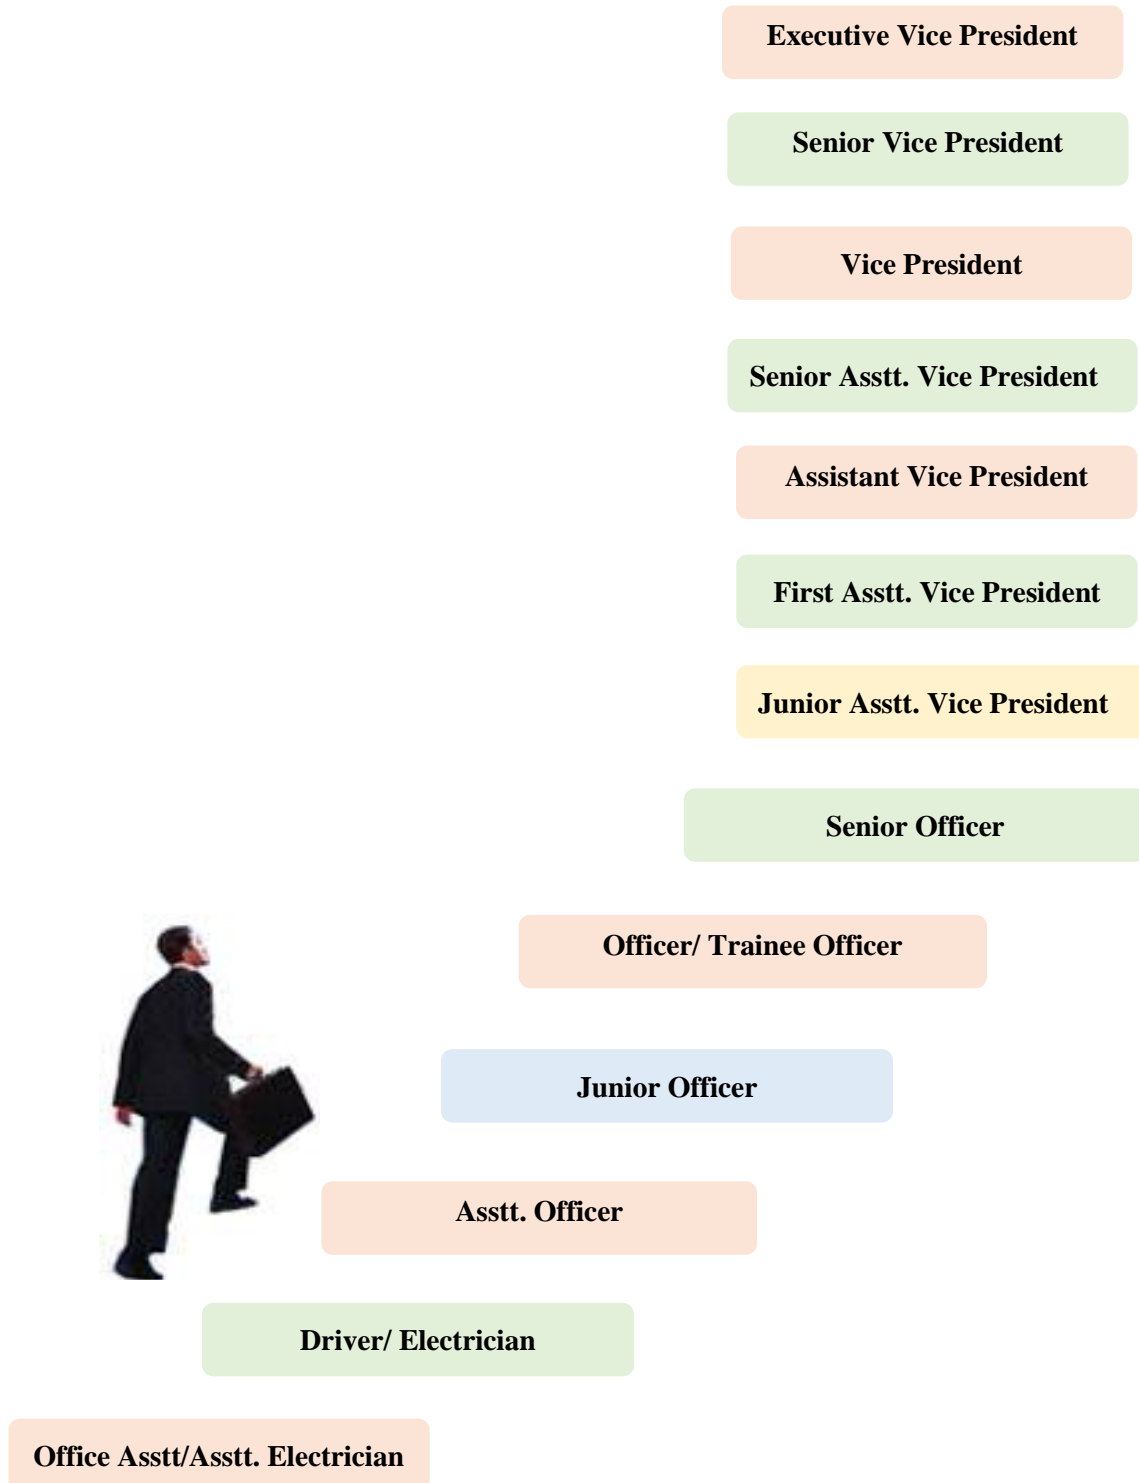 Executive Vice President
Senior Vice President
Vice President
Senior Asstt. Vice President
Assistant Vice President
First Asstt. Vice President
Junior Asstt. Vice President
Senior Officer
Officer/ Trainee Officer
Junior Officer
Asstt. Officer
Driver/ Electrician
Office Asstt/Asstt. Electrician